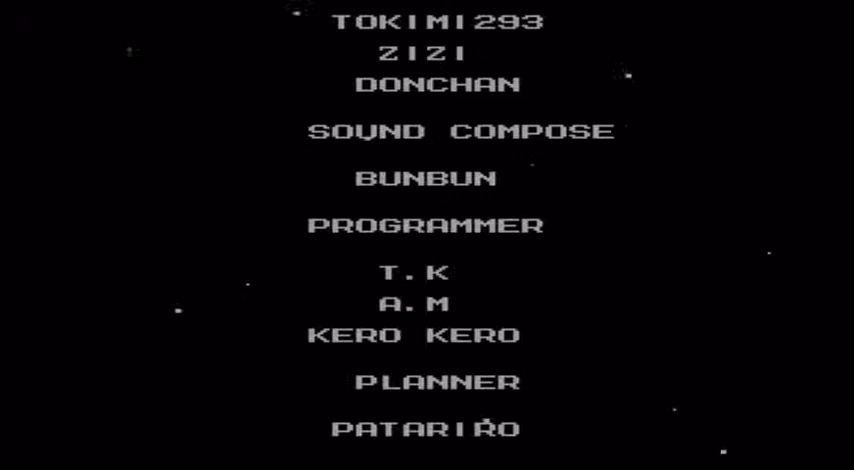 TOKIMI293
ZIZI
DONCHAN
SOUND COMPOSE
BUNBUN
PROGRAMMER
T.K
A.M
KERO KERO
PLANNER
PATARIRO